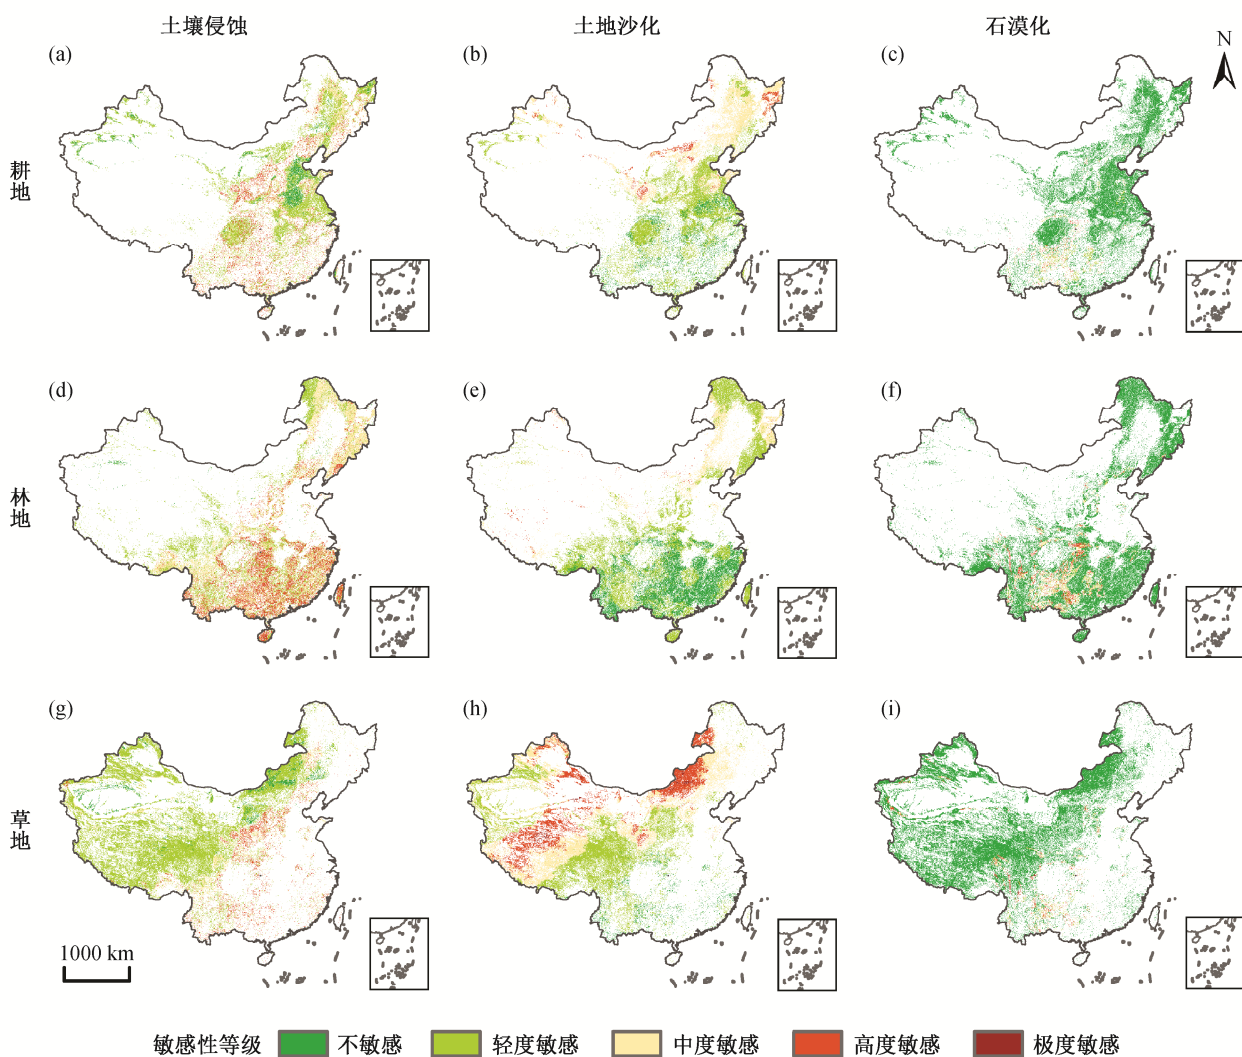 土壤侵蚀 土地沙化 石漠化
(a) (b) (c) N
耕地
(d) (e) (f)
林地
(g) (h) (i)
草地
1000 km
敏感性等级 不敏感 轻度敏感 中度敏感 高度敏感 极度敏感